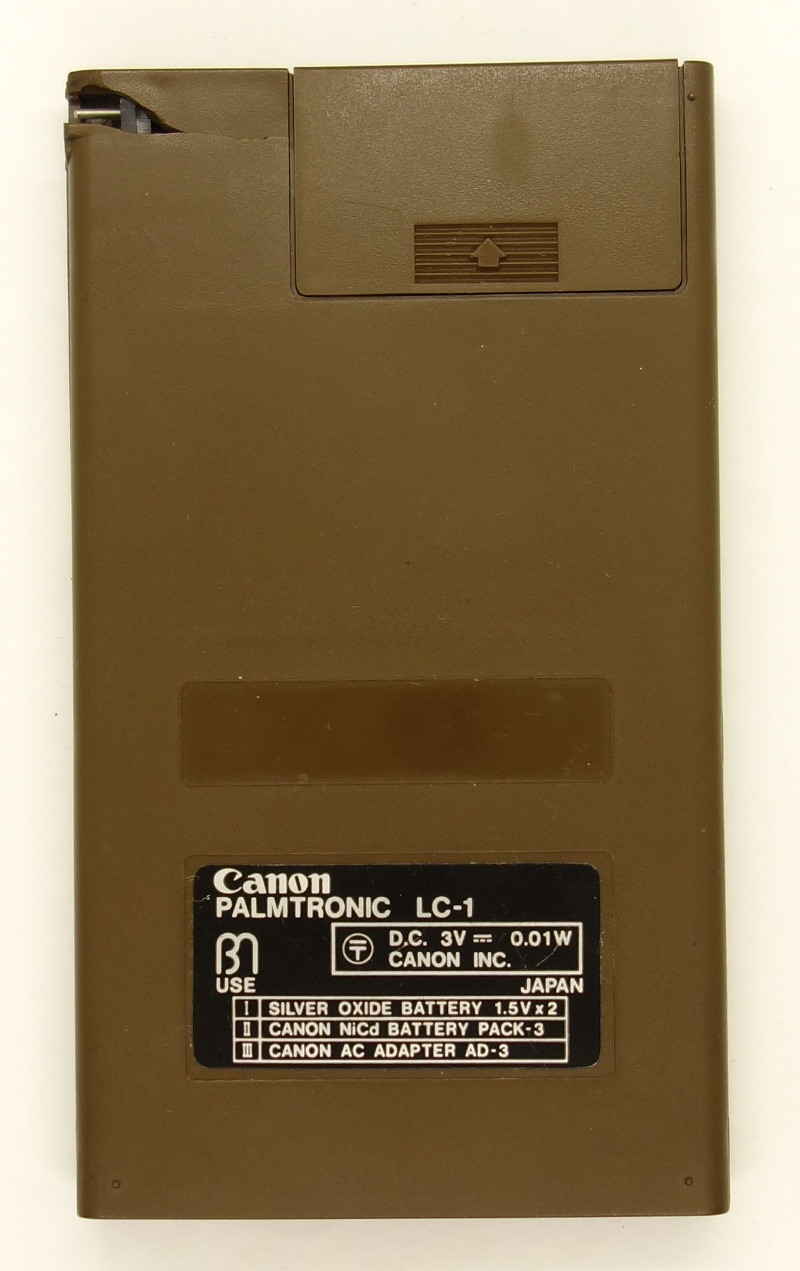 Canon
PALMTRONIC LC-1
D.C. 3V ⎓ 0.01W
CANON INC.
USE
JAPAN
I SILVER OXIDE BATTERY 1.5V x 2
II CANON NiCd BATTERY PACK-3
III CANON AC ADAPTER AD-3